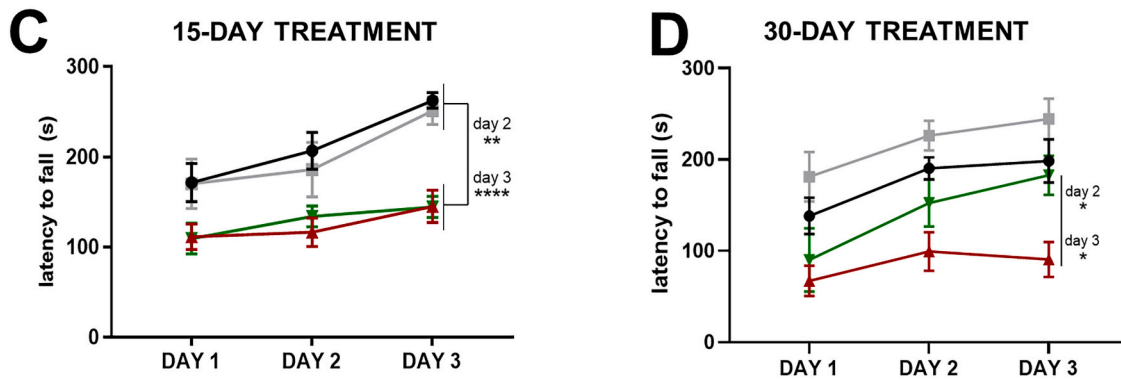 C
15-DAY TREATMENT
latency to fall (s)
300
200
100
0
DAY 1
DAY 2
DAY 3
day 2
**
day 3
****
D
30-DAY TREATMENT
latency to fall (s)
300
200
100
0
DAY 1
DAY 2
DAY 3
day 2
*
day 3
*